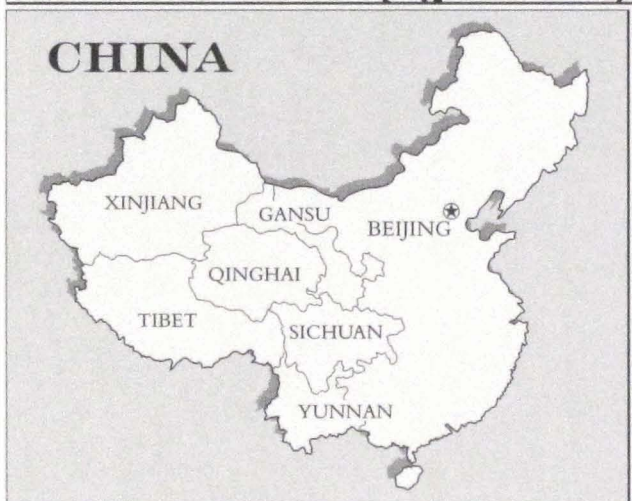 CHINA
XINJIANG
GANSU
BEIJING
QINGHAI
TIBET
SICHUAN
YUNNAN